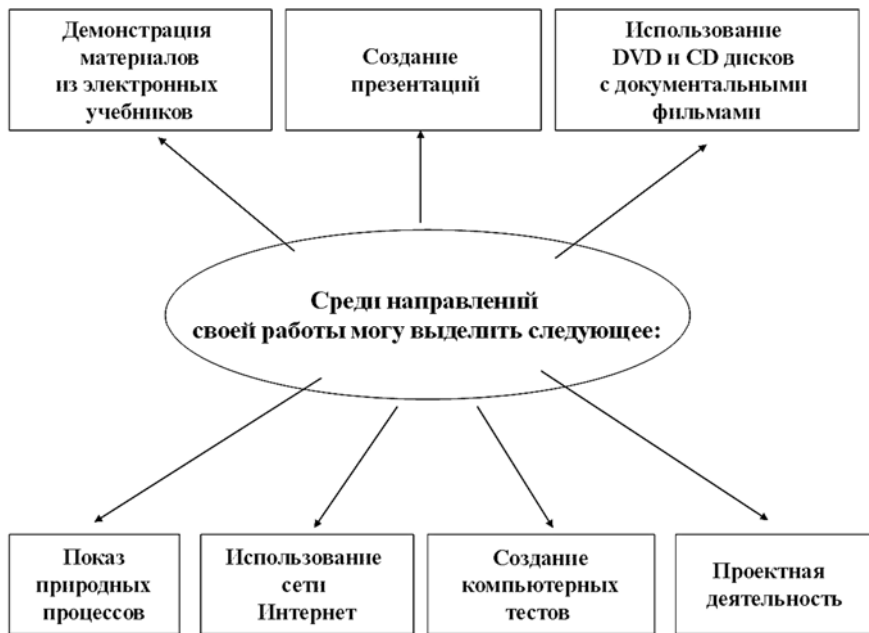 Демонстрация
материалов
из электронных
учебников
Создание
презентаций
Использование
DVD и CD дисков
с документальными
фильмами
Среди направлений
своей работы могу выделить следующее:
Показ
природных
процессов
Использование
сети
Интернет
Создание
компьютерных
тестов
Проектная
деятельность